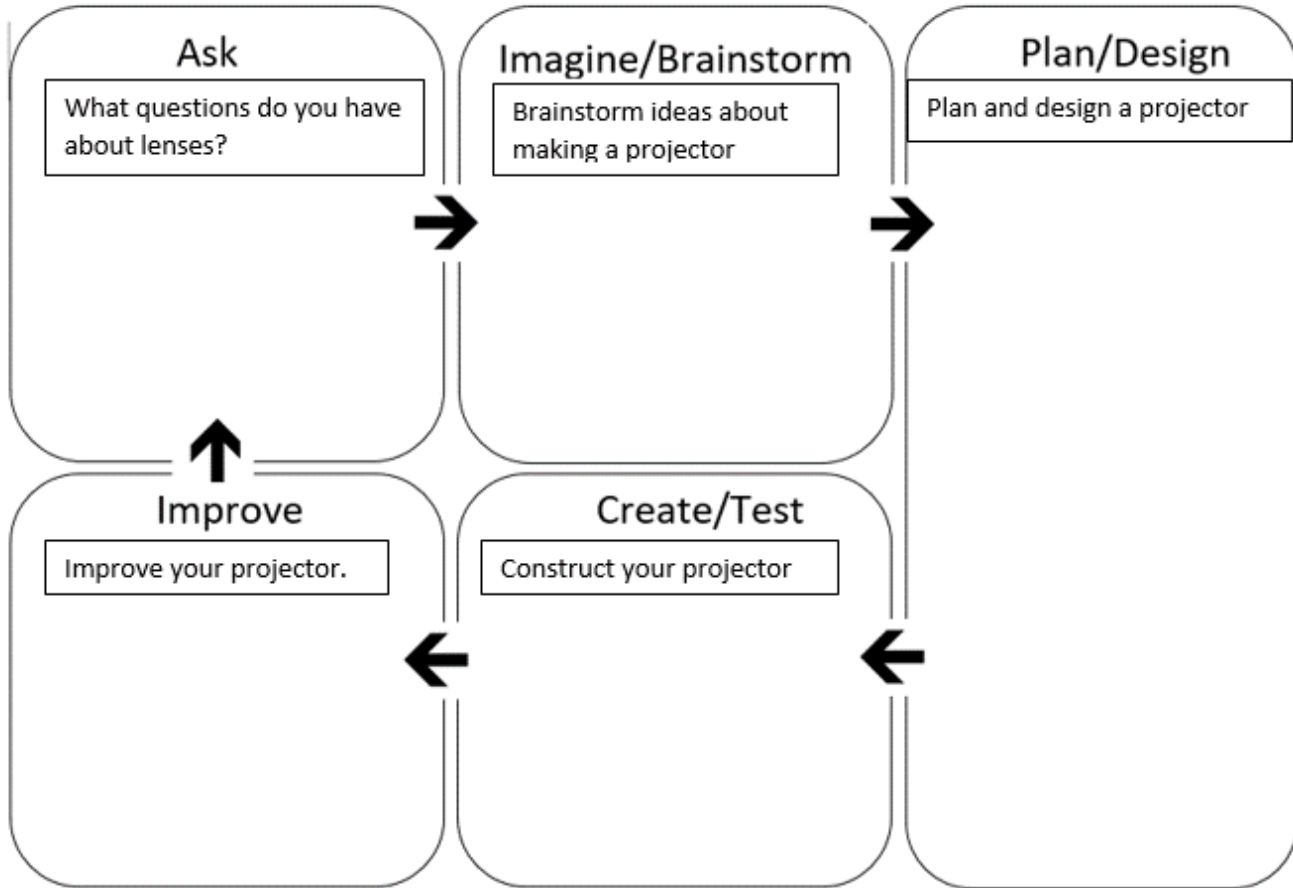 Ask
What questions do you have
about lenses?
Imagine/Brainstorm
Brainstorm ideas about
making a projector
Plan/Design
Plan and design a projector
Create/Test
Construct your projector
Improve
Improve your projector.